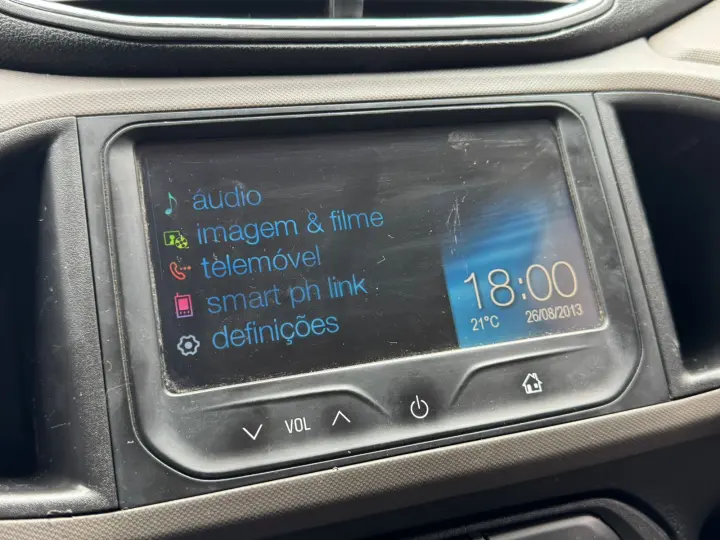 áudio
imagem & filme
telemóvel
smart ph link
definições
18:00
21°C 26/08/2013
VOL